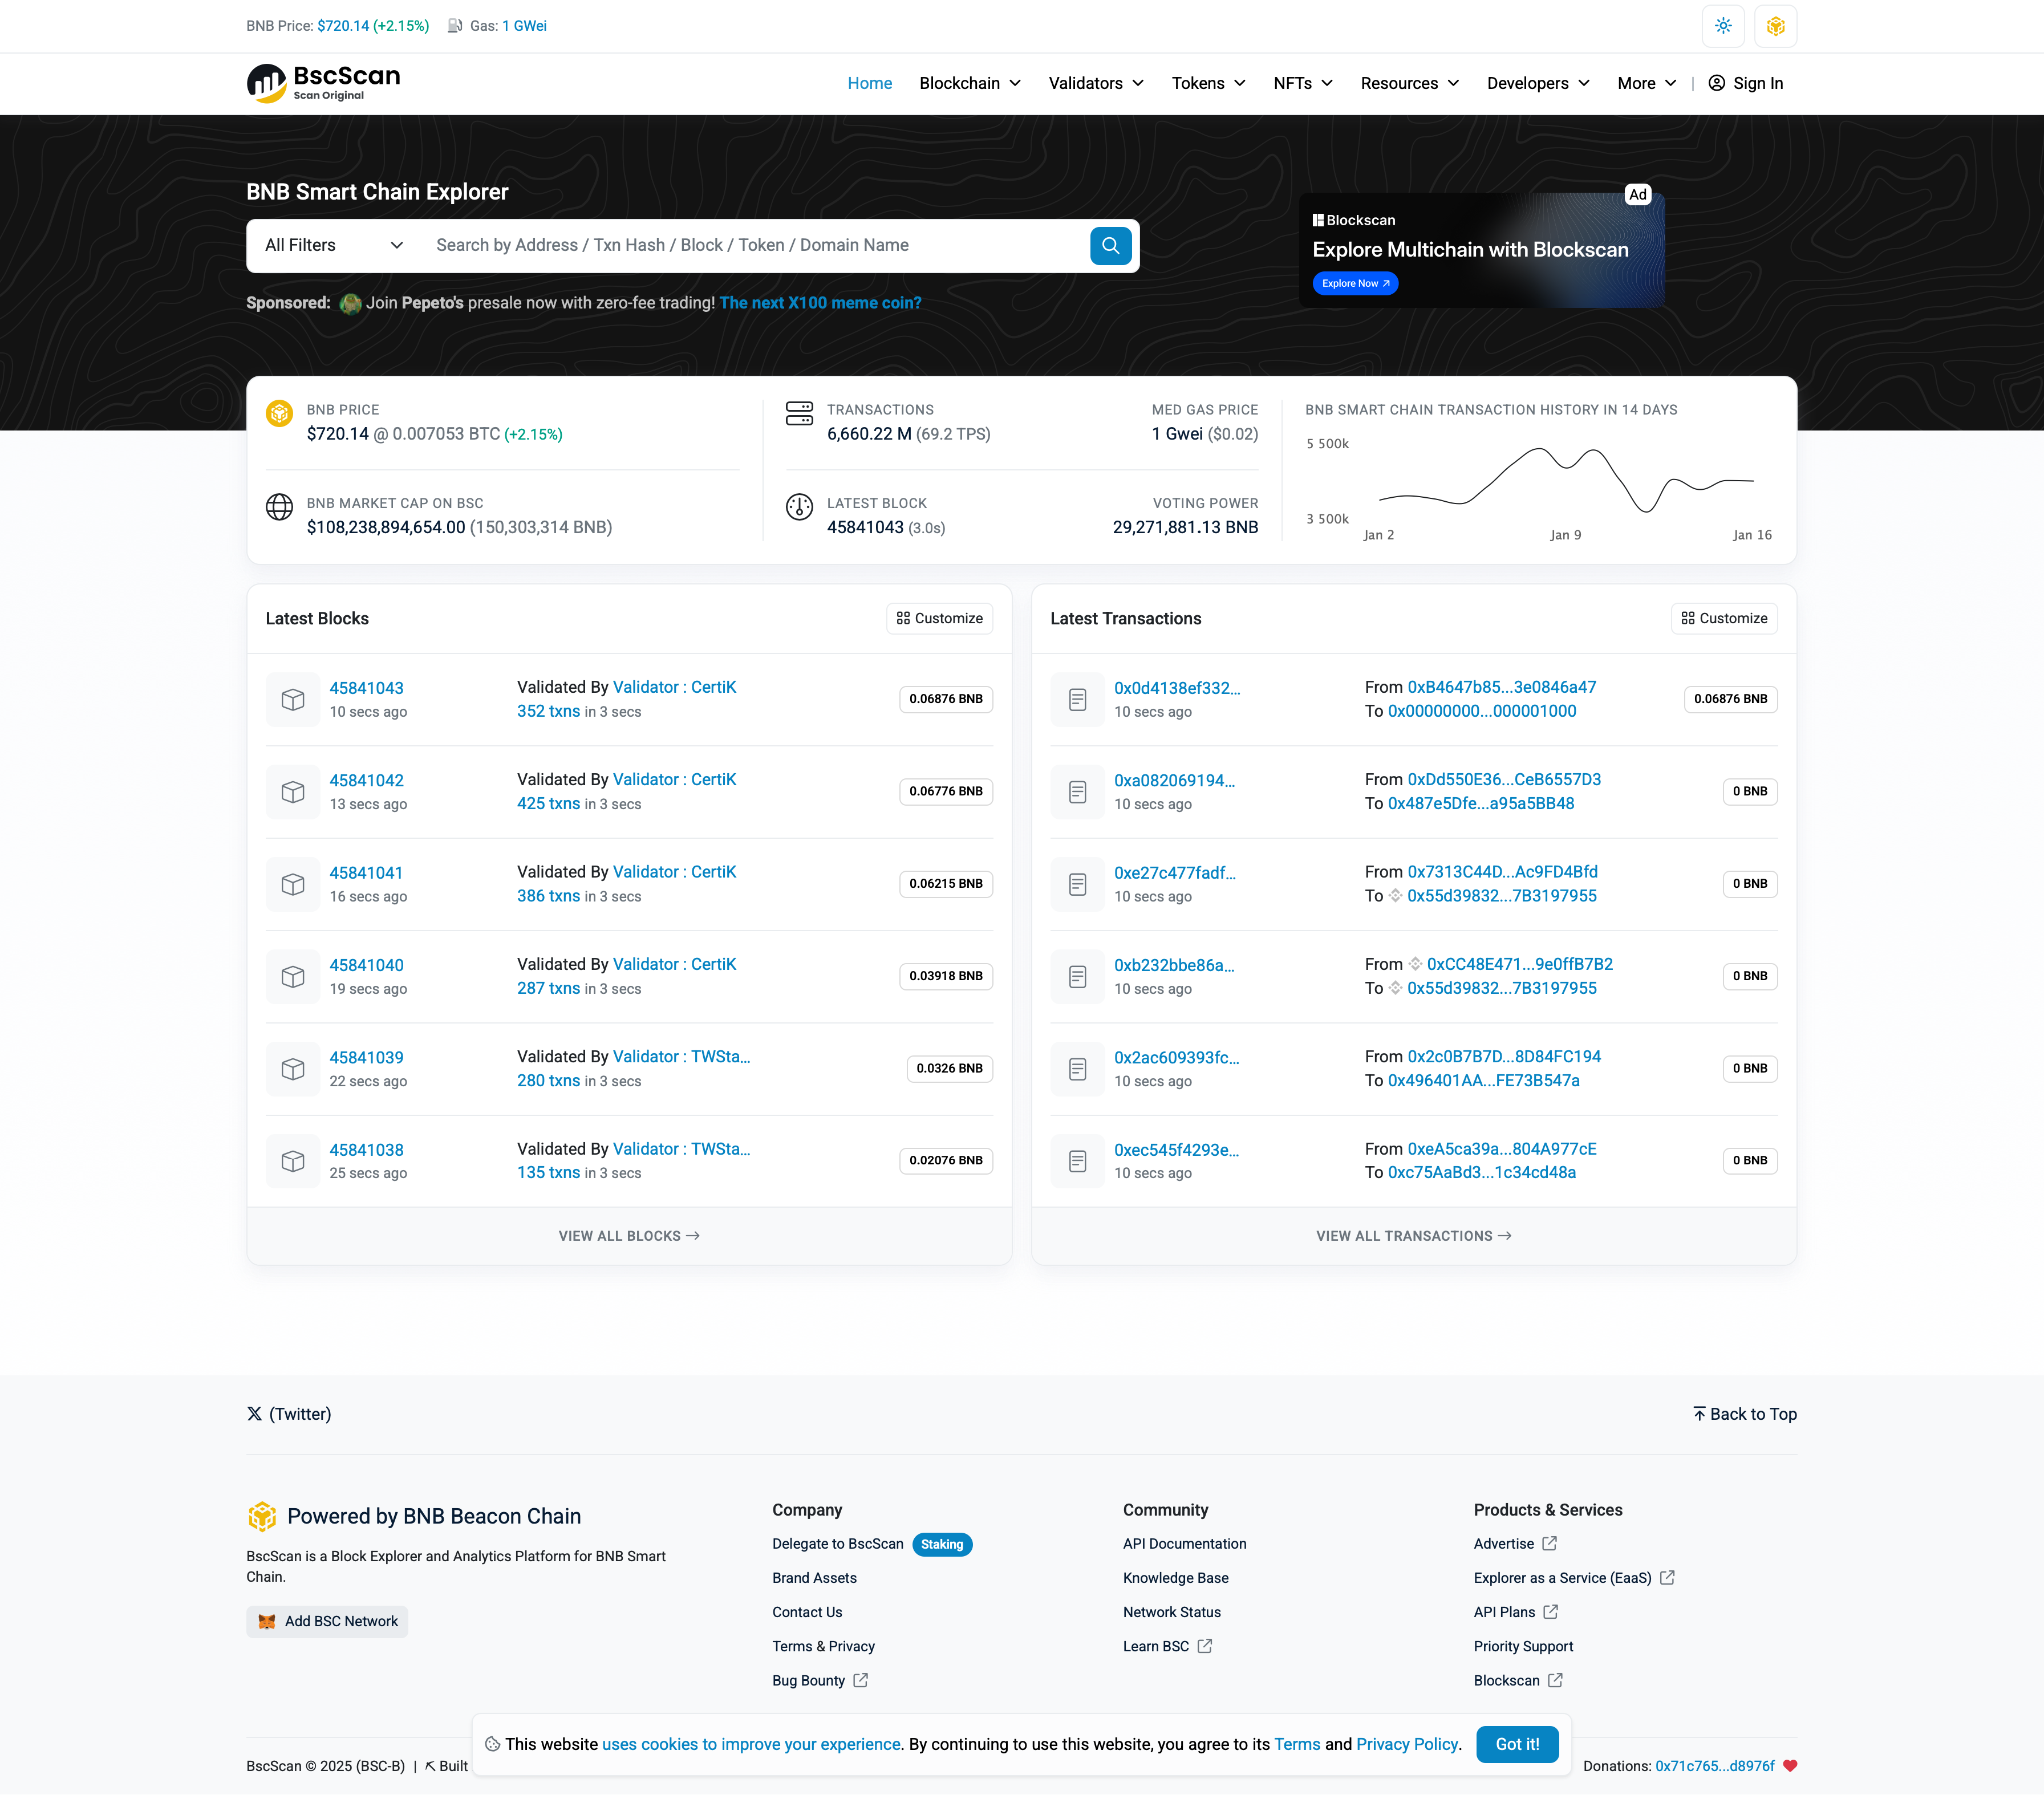 BNB Price: $720.14 (+2.15%) Gas: 1 GWei
BscScan
Scan Original
Home Blockchain Validators Tokens NFTs Resources Developers More | Sign In
BNB Smart Chain Explorer
All Filters Search by Address / Txn Hash / Block / Token / Domain Name
Sponsored: Join Pepeto's presale now with zero-fee trading! The next X100 meme coin?
Ad
Blockscan
Explore Multichain with Blockscan
Explore Now
BNB PRICE
$720.14 @ 0.007053 BTC (+2.15%)
BNB MARKET CAP ON BSC
$108,238,894,654.00 (150,303,314 BNB)
TRANSACTIONS
6,660.22 M (69.2 TPS)
MED GAS PRICE
1 Gwei ($0.02)
LATEST BLOCK
45841043 (3.0s)
VOTING POWER
29,271,881.13 BNB
BNB SMART CHAIN TRANSACTION HISTORY IN 14 DAYS
5 500k
3 500k
Jan 2 Jan 9 Jan 16
Latest Blocks
Customize
45841043
10 secs ago
Validated By Validator : CertiK
352 txns in 3 secs
0.06876 BNB
45841042
13 secs ago
Validated By Validator : CertiK
425 txns in 3 secs
0.06776 BNB
45841041
16 secs ago
Validated By Validator : CertiK
386 txns in 3 secs
0.06215 BNB
45841040
19 secs ago
Validated By Validator : CertiK
287 txns in 3 secs
0.03918 BNB
45841039
22 secs ago
Validated By Validator : TWSta...
280 txns in 3 secs
0.0326 BNB
45841038
25 secs ago
Validated By Validator : TWSta...
135 txns in 3 secs
0.02076 BNB
VIEW ALL BLOCKS
Latest Transactions
Customize
0x0d4138ef332...
10 secs ago
From 0xB4647b85...3e0846a47
To 0x00000000...000001000
0.06876 BNB
0xa082069194...
10 secs ago
From 0xDd550E36...CeB6557D3
To 0x487e5Dfe...a95a5BB48
0 BNB
0xe27c477fadf...
10 secs ago
From 0x7313C44D...Ac9FD4Bfd
To 0x55d39832...7B3197955
0 BNB
0xb232bbe86a...
10 secs ago
From 0xCC48E471...9e0ffB7B2
To 0x55d39832...7B3197955
0 BNB
0x2ac609393fc...
10 secs ago
From 0x2c0B7B7D...8D84FC194
To 0x496401AA...FE73B547a
0 BNB
0xec545f4293e...
10 secs ago
From 0xeA5ca39a...804A977cE
To 0xc75AaBd3...1c34cd48a
0 BNB
VIEW ALL TRANSACTIONS
X (Twitter)
Back to Top
Powered by BNB Beacon Chain
BscScan is a Block Explorer and Analytics Platform for BNB Smart
Chain.
Add BSC Network
Company
Delegate to BscScan Staking
Brand Assets
Contact Us
Terms & Privacy
Bug Bounty
Community
API Documentation
Knowledge Base
Network Status
Learn BSC
Products & Services
Advertise
Explorer as a Service (EaaS)
API Plans
Priority Support
Blockscan
This website uses cookies to improve your experience. By continuing to use this website, you agree to its Terms and Privacy Policy.
Got it!
BscScan © 2025 (BSC-B) | Built
Donations: 0x71c765...d8976f